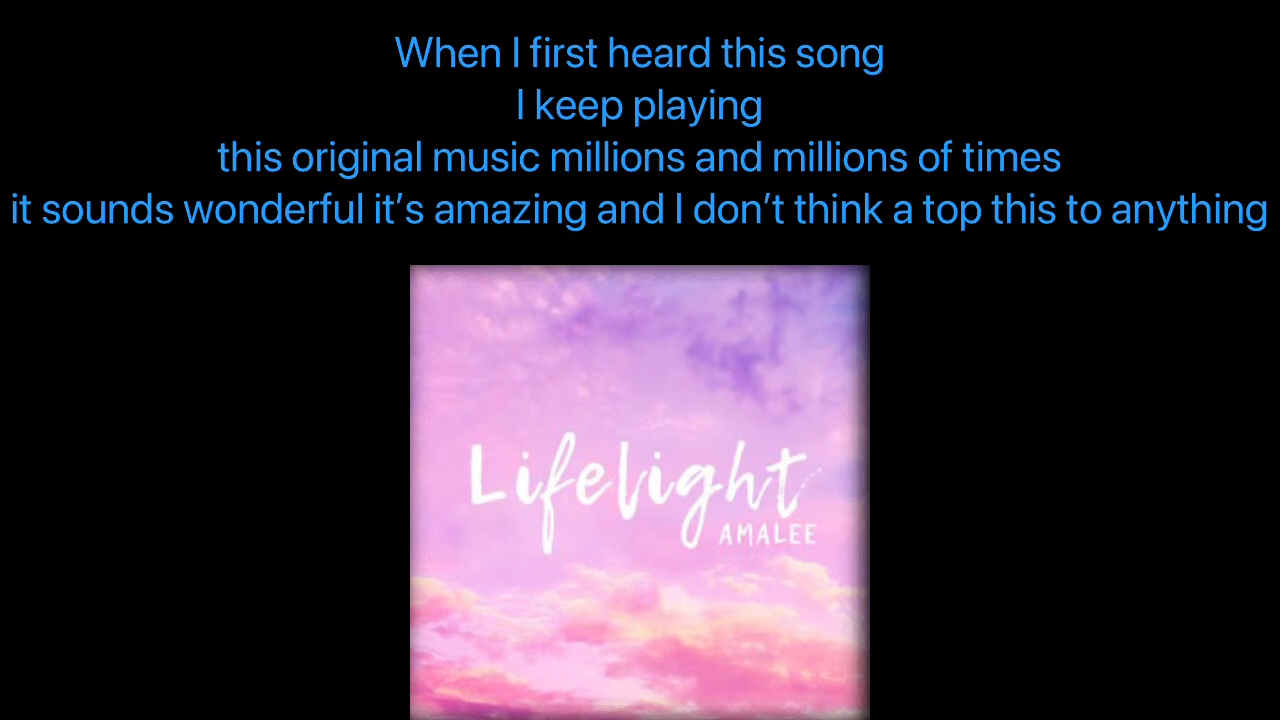 When I first heard this song
I keep playing
this original music millions and millions of times
it sounds wonderful it’s amazing and I don’t think a top this to anything
Lifelight
AMALEE